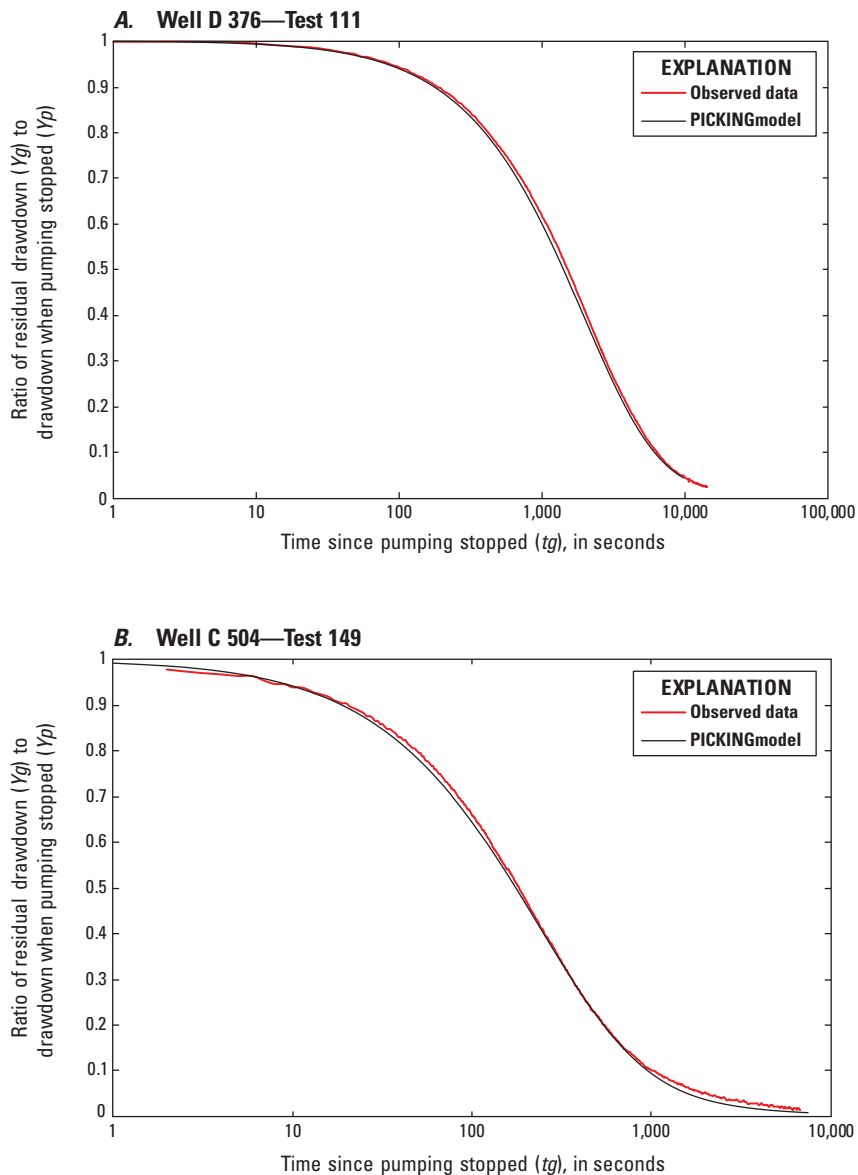 A. Well D 376—Test 111
Ratio of residual drawdown (Yg) to
drawdown when pumping stopped (Yp)
1
0.9
0.8
0.7
0.6
0.5
0.4
0.3
0.2
0.1
0
EXPLANATION
Observed data
PICKINGmodel
1 10 100 1,000 10,000 100,000
Time since pumping stopped (tg), in seconds
B. Well C 504—Test 149
Ratio of residual drawdown (Yg) to
drawdown when pumping stopped (Yp)
1
0.9
0.8
0.7
0.6
0.5
0.4
0.3
0.2
0.1
0
EXPLANATION
Observed data
PICKINGmodel
1 10 100 1,000 10,000
Time since pumping stopped (tg), in seconds